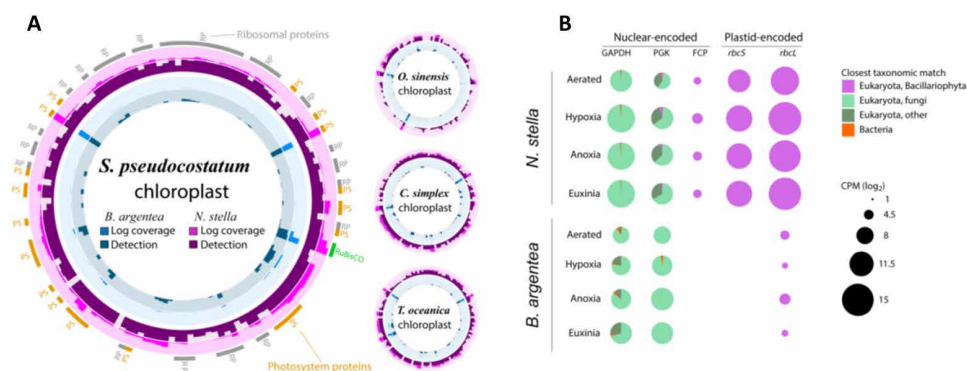 A
Ribosomal proteins
RP
PS
S. pseudocostatum
chloroplast
B. argentea
N. stella
Log coverage
Log coverage
Detection
Detection
RuBisCO
Photosystem proteins
O. sinensis
chloroplast
C. simplex
chloroplast
T. oceanica
chloroplast
B
Nuclear-encoded
Plastid-encoded
GAPDH
PGK
FCP
rbcS
rbcL
N. stella
Aerated
Hypoxia
Anoxia
Euxinia
B. argentea
Aerated
Hypoxia
Anoxia
Euxinia
Closest taxonomic match
Eukaryota, Bacillariophyta
Eukaryota, fungi
Eukaryota, other
Bacteria
CPM (log2)
1
4.5
8
11.5
15